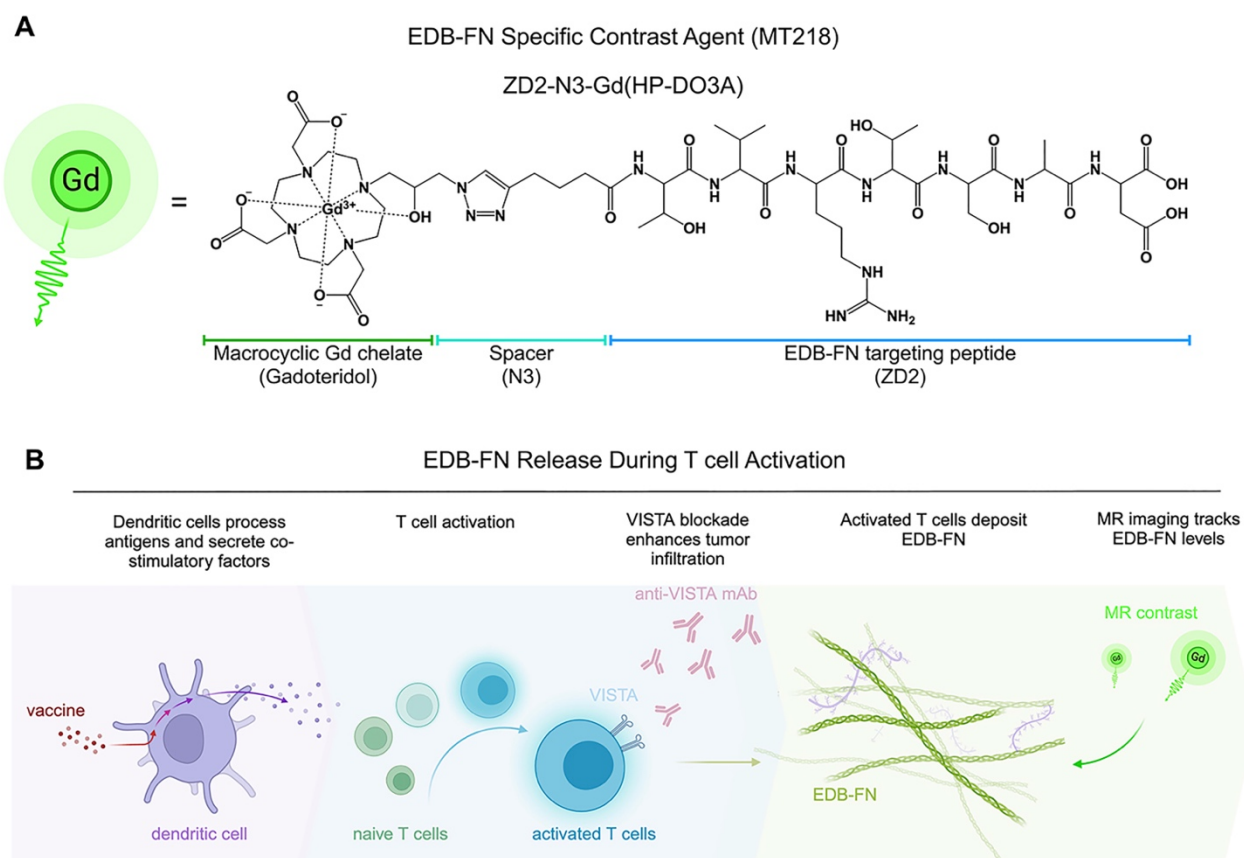 A
EDB-FN Specific Contrast Agent (MT218)
ZD2-N3-Gd(HP-DO3A)
Gd
=
O
O⁻
N
N
N
N
O⁻
O
Gd³⁺
OH
O⁻
O
N
N=N
O
H
N
O
OH
N
H
O
H
N
O
HO
N
H
O
H
N
O
OH
N
H
O
H
N
O
OH
O
OH
NH
HN
NH₂
Macrocyclic Gd chelate
(Gadoteridol)
Spacer
(N3)
EDB-FN targeting peptide
(ZD2)
B
EDB-FN Release During T cell Activation
Dendritic cells process
antigens and secrete co-
stimulatory factors
T cell activation
VISTA blockade
enhances tumor
infiltration
Activated T cells deposit
EDB-FN
MR imaging tracks
EDB-FN levels
anti-VISTA mAb
MR contrast
Gd
Gd
VISTA
vaccine
EDB-FN
dendritic cell
naive T cells
activated T cells